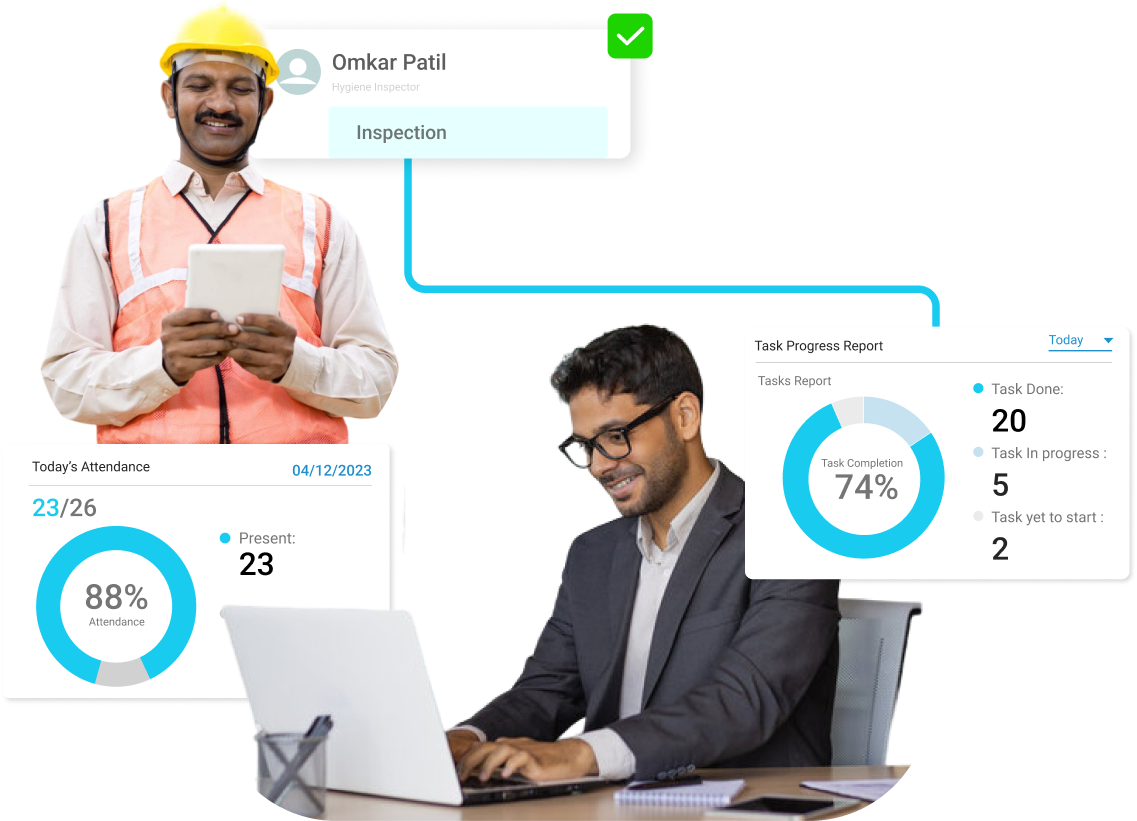 Omkar Patil
Hygiene Inspector
Inspection
Task Progress Report
Today
Tasks Report
Task Completion
74%
Task Done:
20
Task In progress :
5
Task yet to start :
2
Today's Attendance
04/12/2023
23/26
88%
Attendance
Present:
23